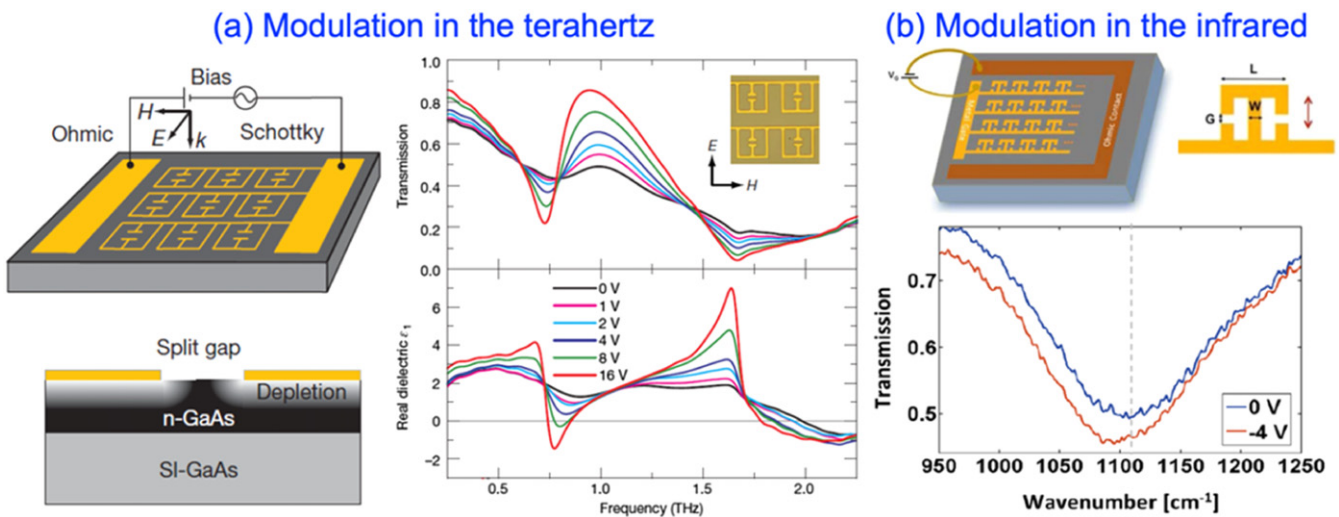 (a) Modulation in the terahertz
Bias
H
E
k
Ohmic
Schottky
Split gap
Depletion
n-GaAs
SI-GaAs
Transmission
1.0
0.8
0.6
0.4
0.2
0.0
E
H
Real dielectric ε1
4
2
0
−2
0 V
1 V
2 V
4 V
8 V
16 V
0.5
1.0
1.5
2.0
Frequency (THz)
(b) Modulation in the infrared
V0
Ohmic Contact
L
W
G
Transmission
0.7
0.6
0.5
0 V
-4 V
950 1000 1050 1100 1150 1200 1250
Wavenumber [cm-1]